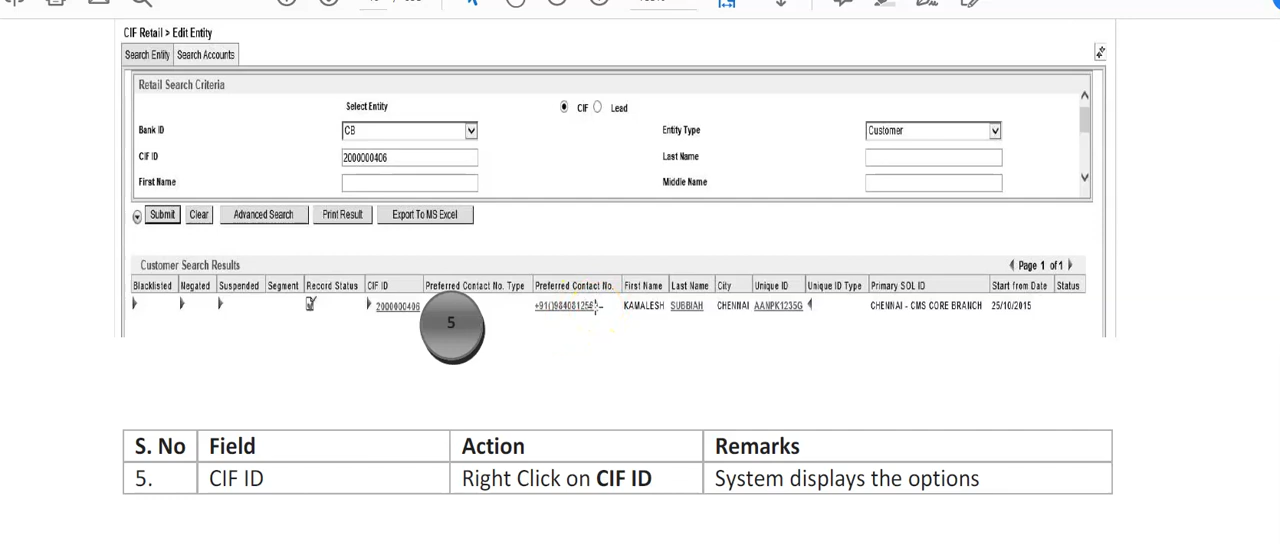 CIF Retail > Edit Entity
Search Entity Search Accounts
Retail Search Criteria
Select Entity CIF Lead
Bank ID CB Entity Type Customer
CIF ID 2000000406 Last Name
First Name Middle Name
Submit Clear Advanced Search Print Result Export To MS Excel
Customer Search Results Page 1 of 1
Blacklisted Negated Suspended Segment Record Status CIF ID Preferred Contact No. Type Preferred Contact No. First Name Last Name City Unique ID Unique ID Type Primary SOL ID Start from Date Status
2000000406 KAMALESH SUBBIAH CHENNAI AANPK1235G CHENNAI - CMS CORE BRANCH 25/10/2015
5
S. No Field Action Remarks
5. CIF ID Right Click on CIF ID System displays the options